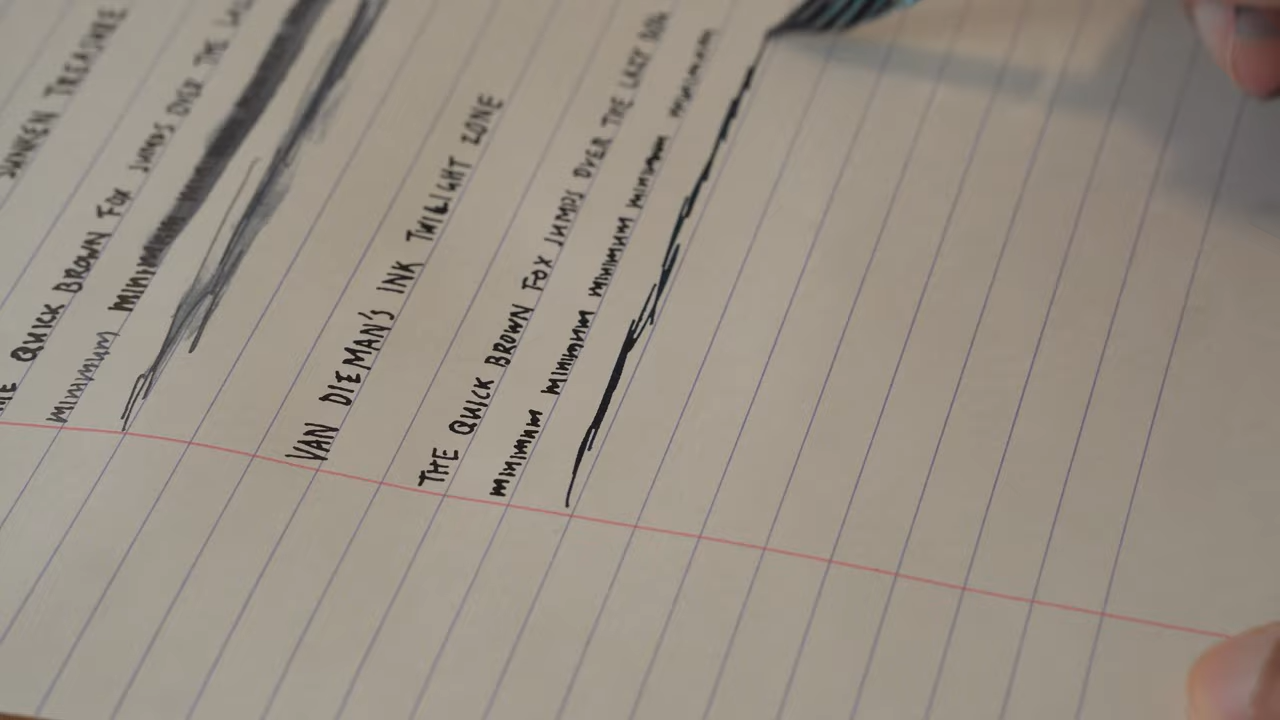 SUNKEN TREASURE
QUICK BROWN FOX JUMPS OVER THE
minimum minimum
VAN DIEMAN'S INK TWILIGHT ZONE
THE QUICK BROWN FOX JUMPS OVER THE LAZY DOG
minimum minimum minimum minimum minimum